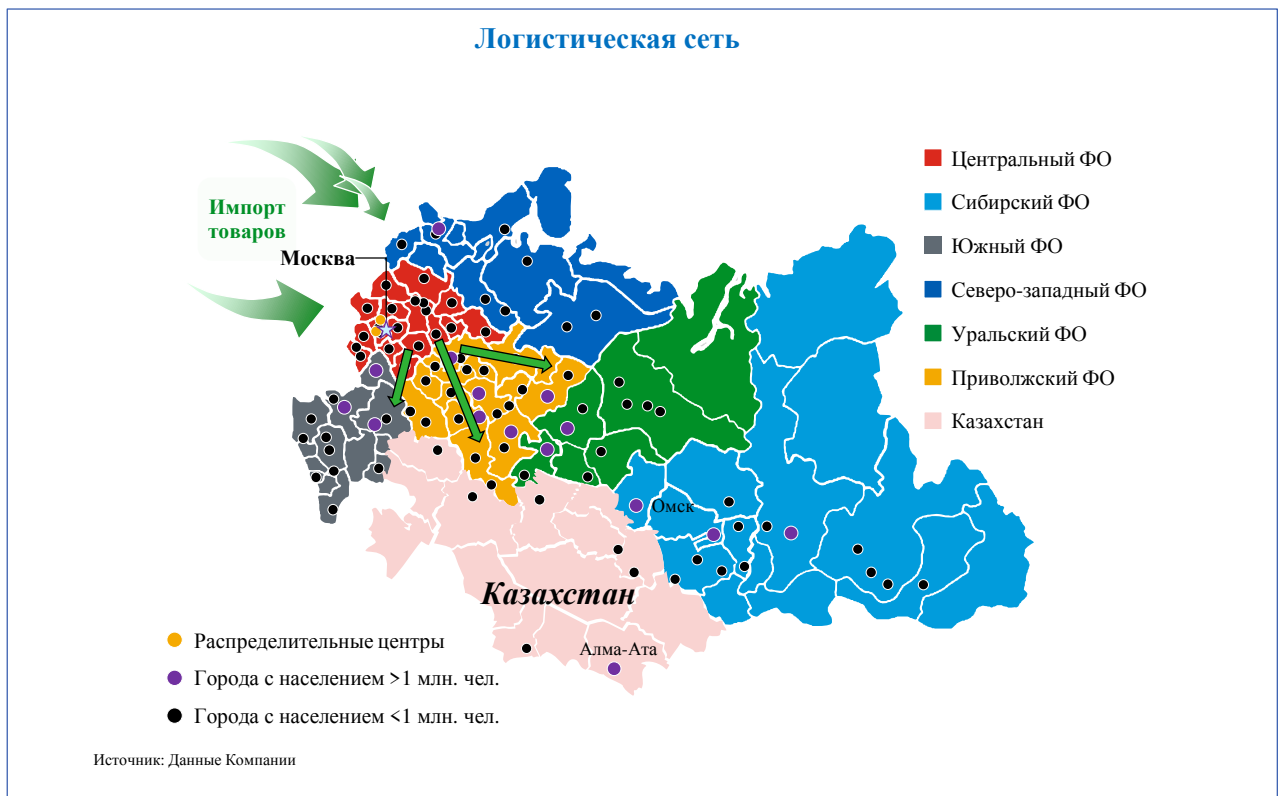 Логистическая сеть
Импорт
товаров
Москва
Центральный ФО
Сибирский ФО
Южный ФО
Северо-западный ФО
Уральский ФО
Приволжский ФО
Казахстан
Омск
Казахстан
Алма-Ата
Распределительные центры
Города с населением >1 млн. чел.
Города с населением <1 млн. чел.
Источник: Данные Компании